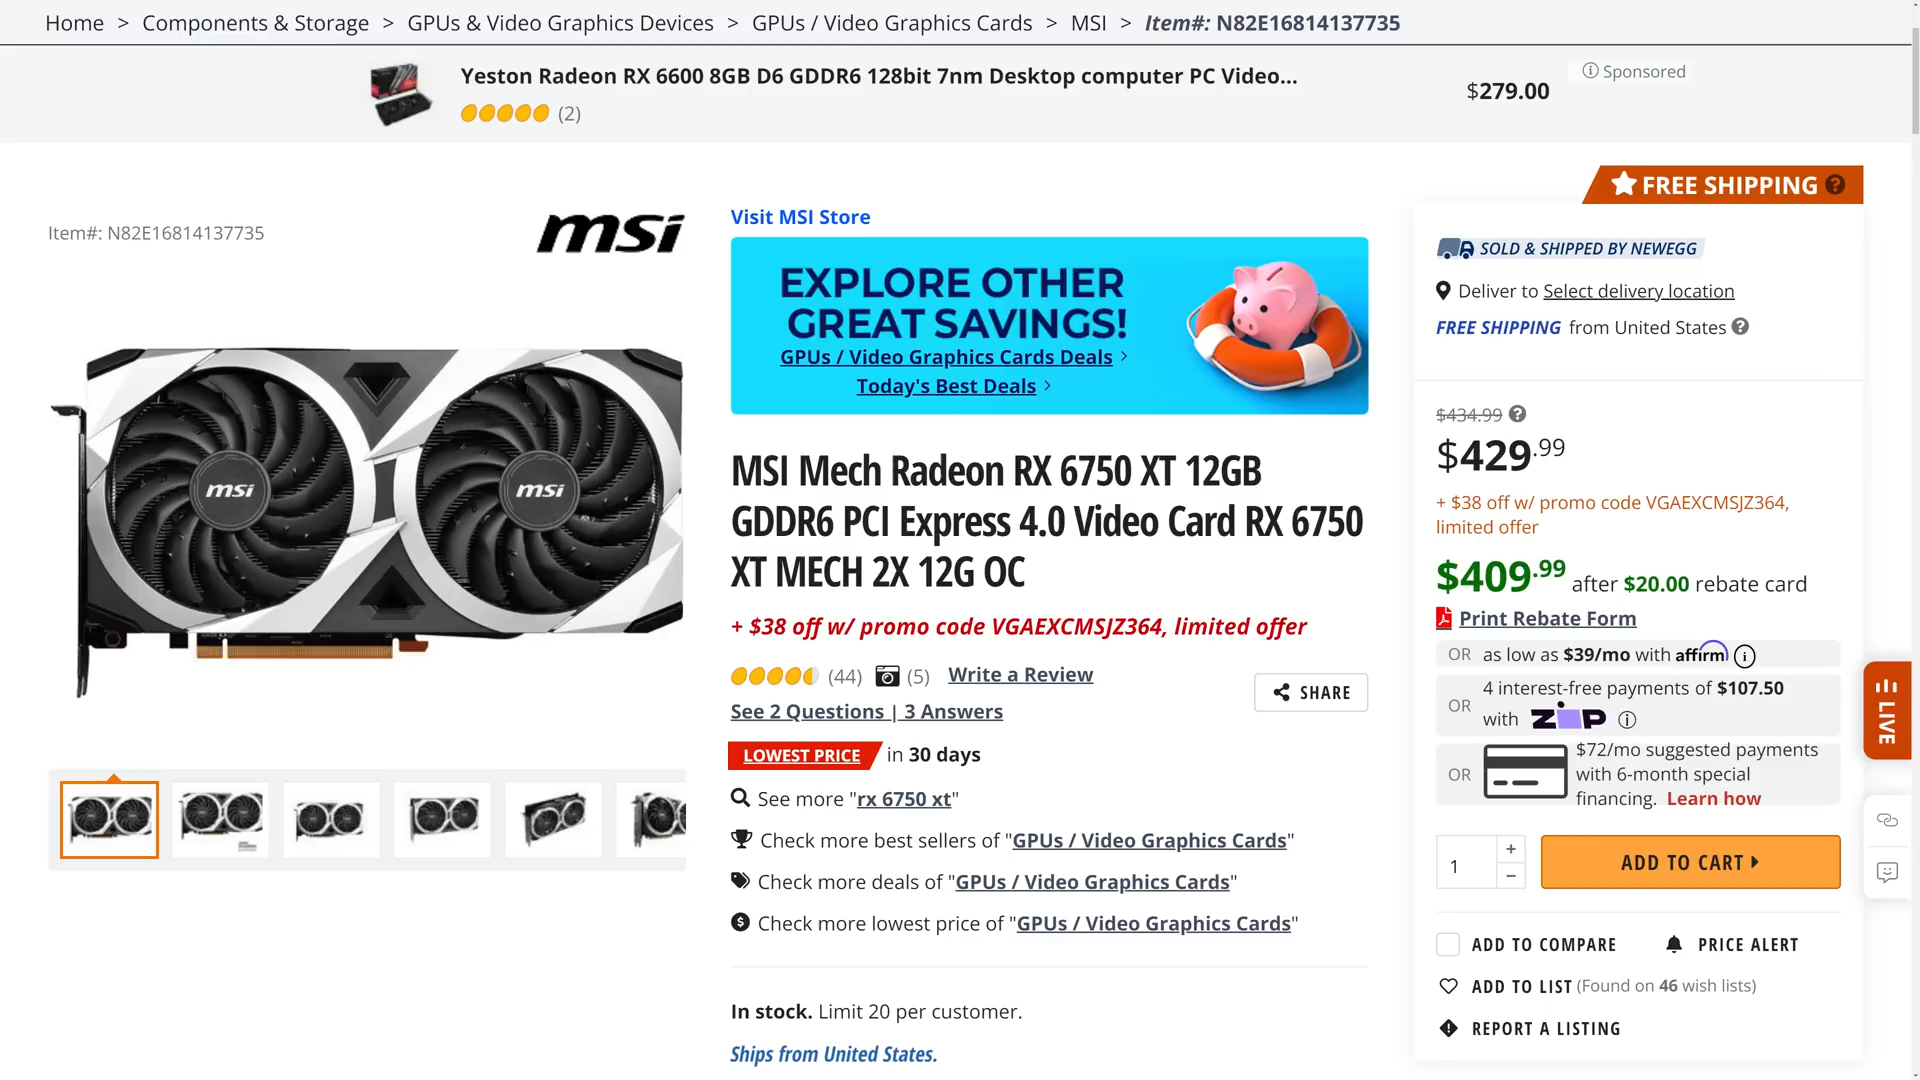 Home > Components & Storage > GPUs & Video Graphics Devices > GPUs / Video Graphics Cards > MSI > Item#: N82E16814137735
Yeston Radeon RX 6600 8GB D6 GDDR6 128bit 7nm Desktop computer PC Video...
(2)
$279.00
Sponsored
FREE SHIPPING
Item#: N82E16814137735
msi
msi
msi
Visit MSI Store
EXPLORE OTHER
GREAT SAVINGS!
GPUs / Video Graphics Cards Deals
Today's Best Deals
MSI Mech Radeon RX 6750 XT 12GB
GDDR6 PCI Express 4.0 Video Card RX 6750
XT MECH 2X 12G OC
+ $38 off w/ promo code VGAEXCMSJZ364, limited offer
(44) (5) Write a Review
See 2 Questions | 3 Answers
SHARE
LOWEST PRICE in 30 days
See more "rx 6750 xt"
Check more best sellers of "GPUs / Video Graphics Cards"
Check more deals of "GPUs / Video Graphics Cards"
Check more lowest price of "GPUs / Video Graphics Cards"
In stock. Limit 20 per customer.
Ships from United States.
SOLD & SHIPPED BY NEWEGG
Deliver to Select delivery location
FREE SHIPPING from United States
$434.99
$429.99
+ $38 off w/ promo code VGAEXCMSJZ364,
limited offer
$409.99 after $20.00 rebate card
Print Rebate Form
OR as low as $39/mo with affirm
OR 4 interest-free payments of $107.50
with ZIP
OR $72/mo suggested payments
with 6-month special
financing. Learn how
1 + −
ADD TO CART
ADD TO COMPARE
PRICE ALERT
ADD TO LIST (Found on 46 wish lists)
REPORT A LISTING
LIVE